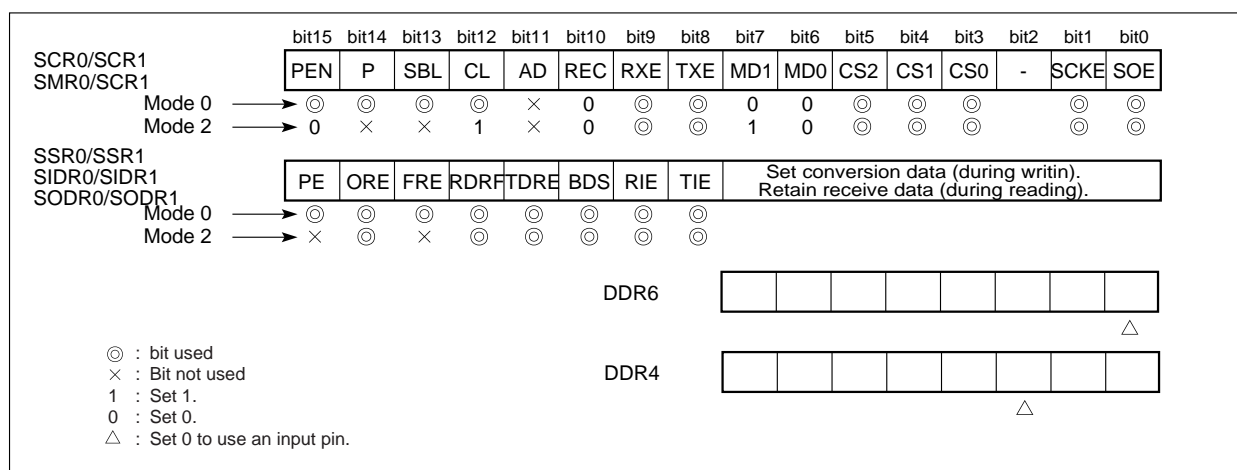 bit15 bit14 bit13 bit12 bit11 bit10 bit9 bit8 bit7 bit6 bit5 bit4 bit3 bit2 bit1 bit0
SCR0/SCR1
SMR0/SCR1
PEN P SBL CL AD REC RXE TXE MD1 MD0 CS2 CS1 CS0 - SCKE SOE
Mode 0 ◎ ◎ ◎ ◎ × 0 ◎ ◎ 0 0 ◎ ◎ ◎ ◎ ◎
Mode 2 0 × × 1 × 0 ◎ ◎ 1 0 ◎ ◎ ◎ ◎ ◎
SSR0/SSR1
SIDR0/SIDR1
SODR0/SODR1
PE ORE FRE RDRF TDRE BDS RIE TIE
Set conversion data (during writin).
Retain receive data (during reading).
Mode 0 ◎ ◎ ◎ ◎ ◎ ◎ ◎ ◎
Mode 2 × ◎ × ◎ ◎ ◎ ◎ ◎
DDR6
△
DDR4
△
◎ : bit used
× : Bit not used
1 : Set 1.
0 : Set 0.
△ : Set 0 to use an input pin.